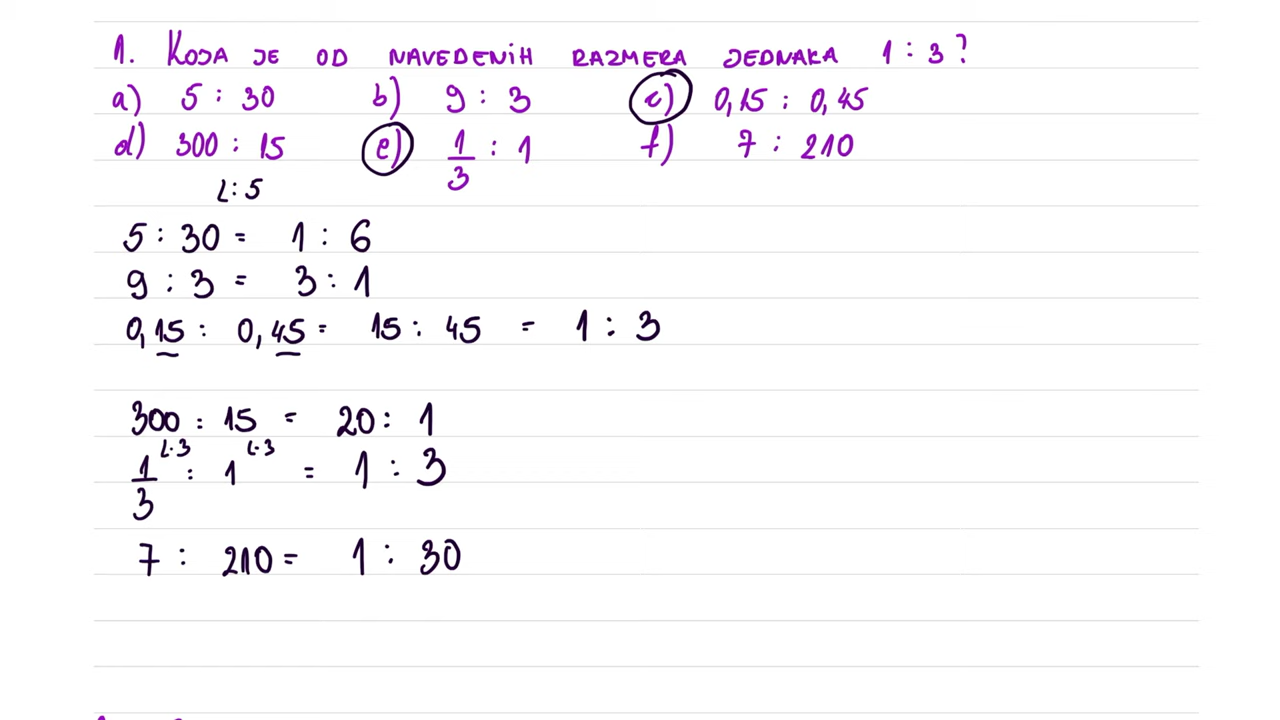 1. KOJA JE OD NAVEDENIH RAZMERA JEDNAKA 1 : 3 ?
a) 5 : 30 b) 9 : 3 c) 0,15 : 0,45
d) 300 : 15 e) 1/3 : 1 f) 7 : 210
L : 5
5 : 30 = 1 : 6
9 : 3 = 3 : 1
0,15 : 0,45 = 15 : 45 = 1 : 3
300 : 15 = 20 : 1
1/3 L·3 : 1 L·3 = 1 : 3
7 : 210 = 1 : 30